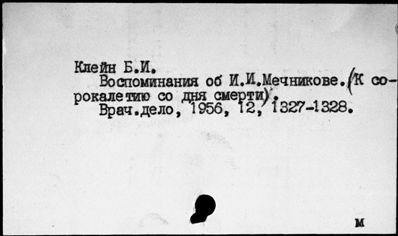 Клейн Б.И.
Воспоминания об И.И.Мечникове.(К со-
рокалетию со дня смерти).
Врач.дело, 1956, 12, 1327-1328.
м